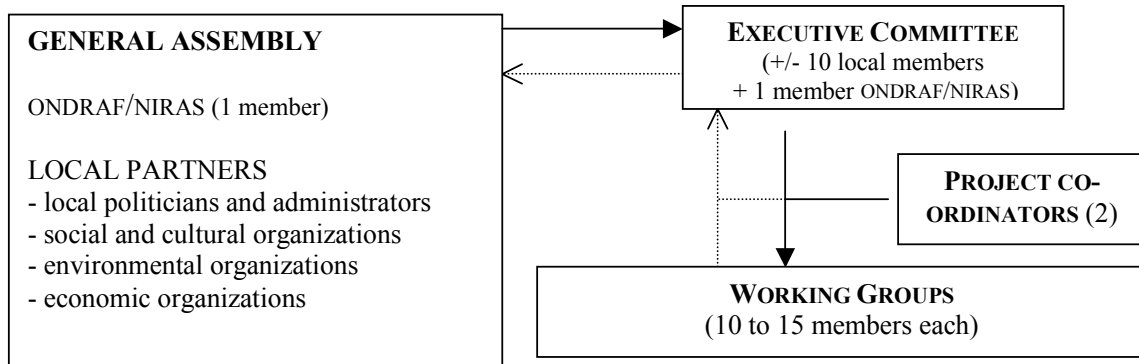 GENERAL ASSEMBLY
ONDRAF/NIRAS (1 member)
LOCAL PARTNERS
- local politicians and administrators
- social and cultural organizations
- environmental organizations
- economic organizations
EXECUTIVE COMMITTEE
(+/- 10 local members
+ 1 member ONDRAF/NIRAS)
PROJECT CO-
ORDINATORS (2)
WORKING GROUPS
(10 to 15 members each)